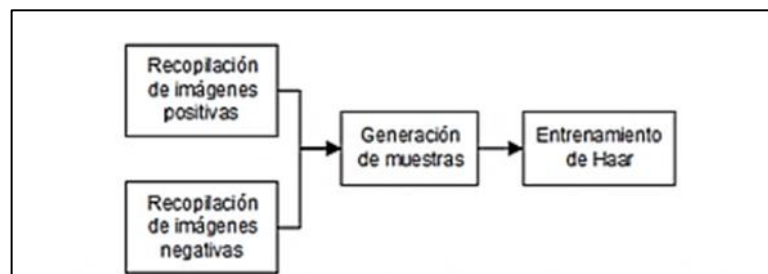 Recopilación
de imágenes
positivas
Generación
de muestras
Entrenamiento
de Haar
Recopilación
de imágenes
negativas